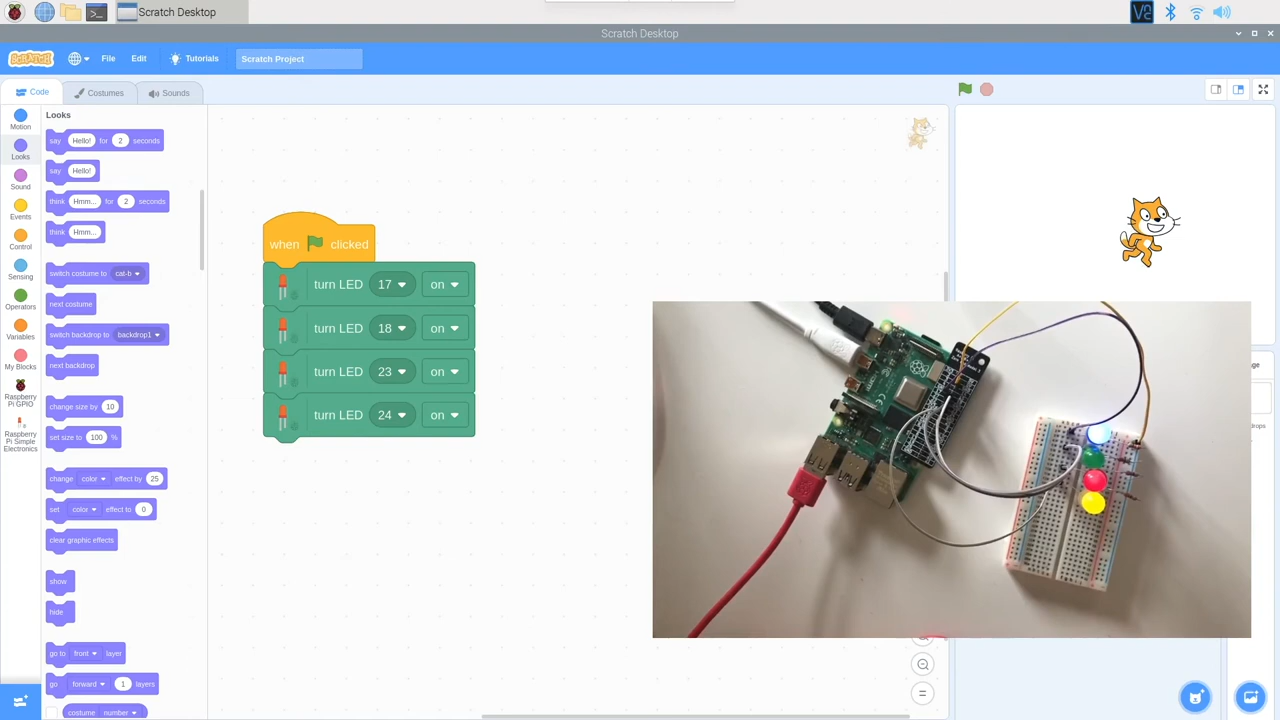 Scratch Desktop
Scratch Desktop
SCRATCH
File
Edit
Tutorials
Scratch Project
Code
Costumes
Sounds
Motion
Looks
Sound
Events
Control
Sensing
Operators
Variables
My Blocks
Raspberry
Pi GPIO
Raspberry
Pi Simple
Electronics
Looks
say Hello! for 2 seconds
say Hello!
think Hmm... for 2 seconds
think Hmm...
switch costume to cat-b
next costume
switch backdrop to backdrop1
next backdrop
change size by 10
set size to 100 %
change color effect by 25
set color effect to 0
clear graphic effects
show
hide
go to front layer
go forward 1 layers
costume number
when clicked
turn LED 17 on
turn LED 18 on
turn LED 23 on
turn LED 24 on